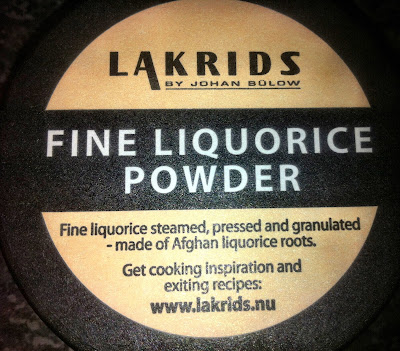 LAKRIDS
BY JOHAN BÜLOW
FINE LIQUORICE
POWDER
Fine liquorice steamed, pressed and granulated
- made of Afghan liquorice roots.
Get cooking inspiration and
exiting recipes:
www.lakrids.nu